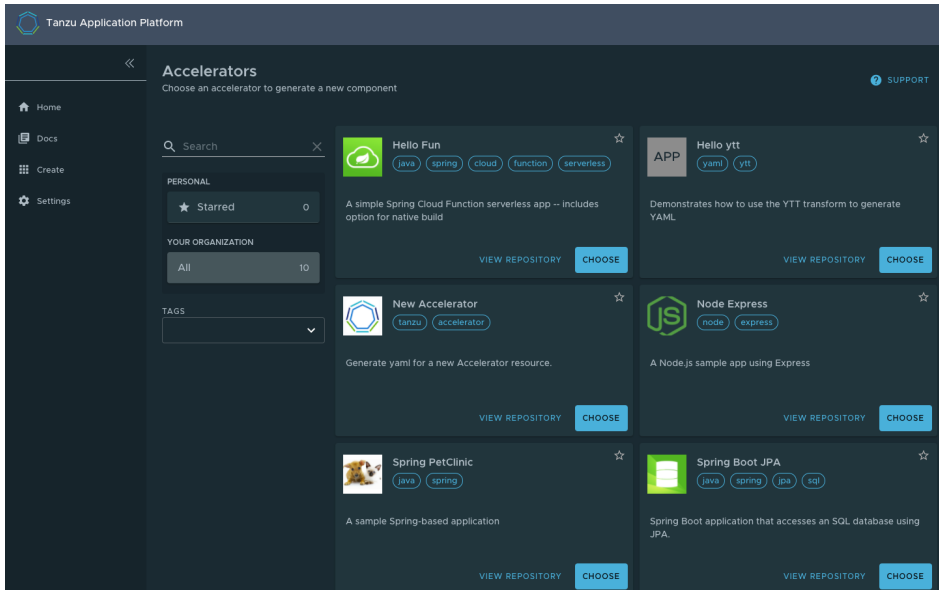 Tanzu Application Platform
Home
Docs
Create
Settings
Accelerators
Choose an accelerator to generate a new component
SUPPORT
Search
PERSONAL
Starred 0
YOUR ORGANIZATION
All 10
TAGS
Hello Fun
java spring cloud function serverless
A simple Spring Cloud Function serverless app -- includes
option for native build
VIEW REPOSITORY CHOOSE
APP
Hello ytt
yaml ytt
Demonstrates how to use the YTT transform to generate
YAML
VIEW REPOSITORY CHOOSE
New Accelerator
tanzu accelerator
Generate yaml for a new Accelerator resource.
VIEW REPOSITORY CHOOSE
JS
Node Express
node express
A Node.js sample app using Express
VIEW REPOSITORY CHOOSE
Spring PetClinic
java spring
A sample Spring-based application
VIEW REPOSITORY CHOOSE
Spring Boot JPA
java spring jpa sql
Spring Boot application that accesses an SQL database using
JPA.
VIEW REPOSITORY CHOOSE